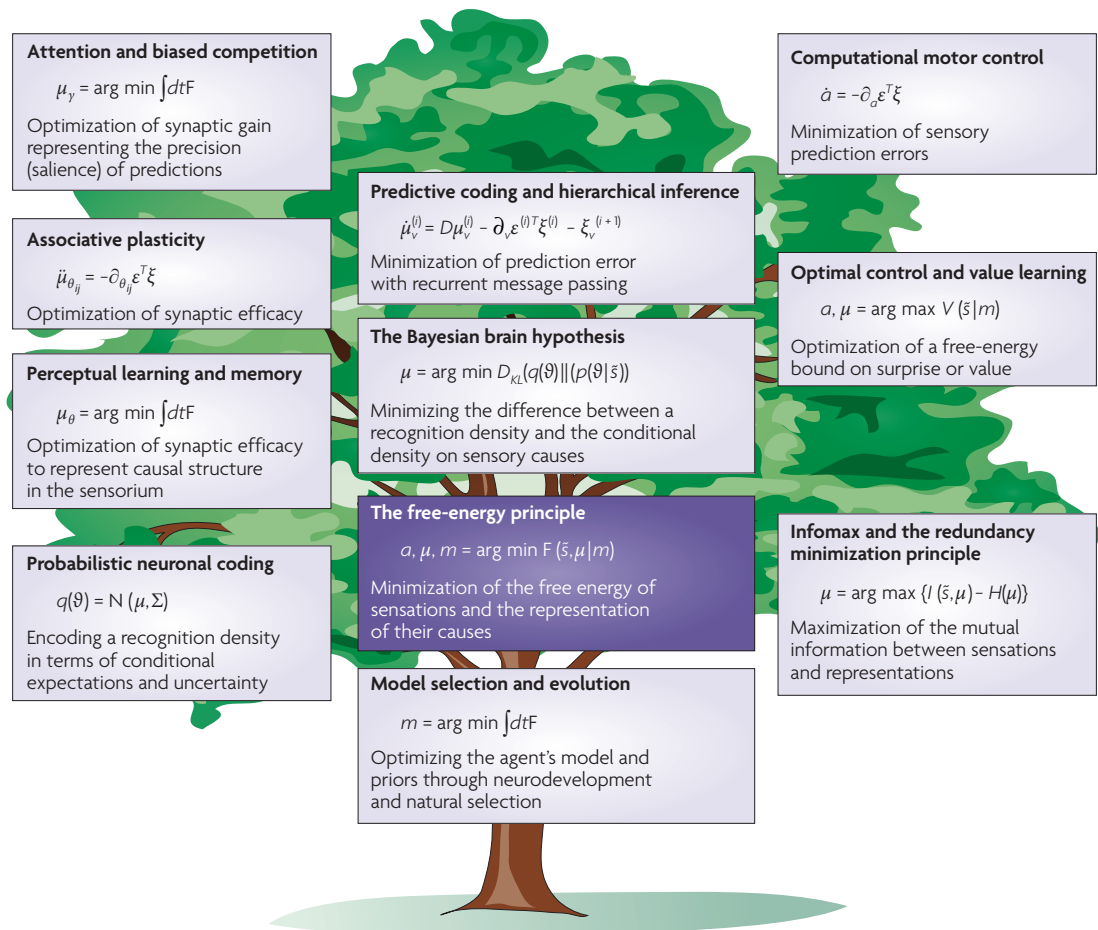 Attention and biased competition
μᵧ = arg min ∫dtF
Optimization of synaptic gain
representing the precision
(salience) of predictions
Associative plasticity
μ̈_θᵢⱼ = –∂_θᵢⱼ εᵀξ
Optimization of synaptic efficacy
Perceptual learning and memory
μ_θ = arg min ∫dtF
Optimization of synaptic efficacy
to represent causal structure
in the sensorium
Probabilistic neuronal coding
q(ϑ) = N (μ,Σ)
Encoding a recognition density
in terms of conditional
expectations and uncertainty
Predictive coding and hierarchical inference
μ̇ᵥ⁽ⁱ⁾ = Dμᵥ⁽ⁱ⁾ – ∂ᵥε⁽ⁱ⁾ᵀξ⁽ⁱ⁾ – ξᵥ⁽ⁱ⁺¹⁾
Minimization of prediction error
with recurrent message passing
The Bayesian brain hypothesis
μ = arg min D_KL(q(ϑ)||(p(ϑ|s̃))
Minimizing the difference between a
recognition density and the conditional
density on sensory causes
The free-energy principle
a, μ, m = arg min F (s̃,μ|m)
Minimization of the free energy of
sensations and the representation
of their causes
Model selection and evolution
m = arg min ∫dtF
Optimizing the agent’s model and
priors through neurodevelopment
and natural selection
Computational motor control
ȧ = –∂ₐεᵀξ
Minimization of sensory
prediction errors
Optimal control and value learning
a, μ = arg max V (s̃|m)
Optimization of a free-energy
bound on surprise or value
Infomax and the redundancy
minimization principle
μ = arg max {I (s̃,μ) – H(μ)}
Maximization of the mutual
information between sensations
and representations